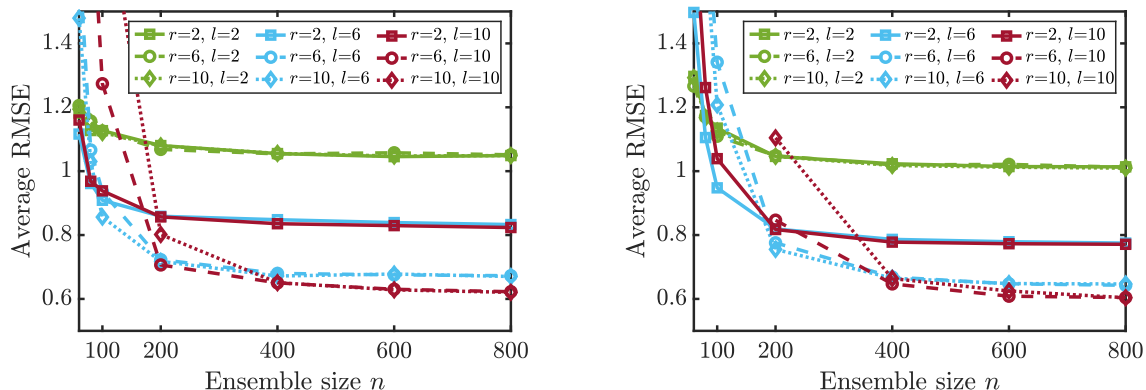 1.4
1.2
1
0.8
0.6
Average RMSE
r=2, l=2 r=2, l=6 r=2, l=10
r=6, l=2 r=6, l=6 r=6, l=10
r=10, l=2 r=10, l=6 r=10, l=10
100 200 400 600 800
Ensemble size n
1.4
1.2
1
0.8
0.6
Average RMSE
r=2, l=2 r=2, l=6 r=2, l=10
r=6, l=2 r=6, l=6 r=6, l=10
r=10, l=2 r=10, l=6 r=10, l=10
100 200 400 600 800
Ensemble size n